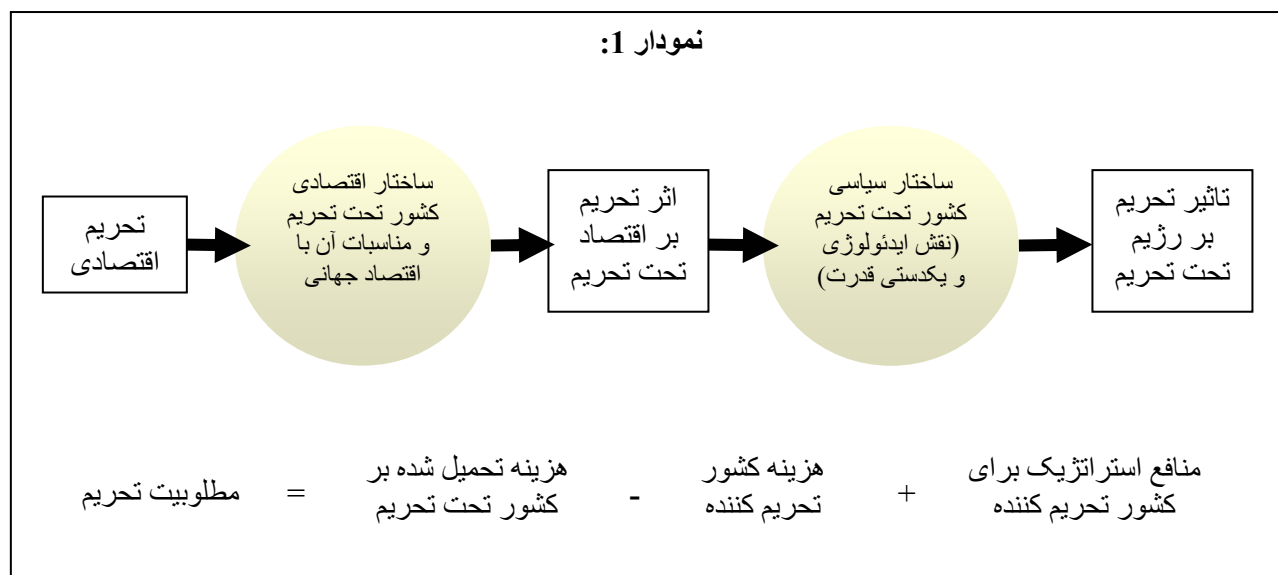 نمودار 1:
تحریم
اقتصادی
ساختار اقتصادی
کشور تحت تحریم
و مناسبات آن با
اقتصاد جهانی
اثر تحریم
بر اقتصاد
تحت تحریم
ساختار سیاسی
کشور تحت تحریم
(نقش ایدئولوژی
و یکدستی قدرت)
تاثیر تحریم
بر رژیم
تحت تحریم
مطلوبیت تحریم
=
هزینه تحمیل شده بر
کشور تحت تحریم
-
هزینه کشور
تحریم کننده
+
منافع استراتژیک برای
کشور تحریم کننده